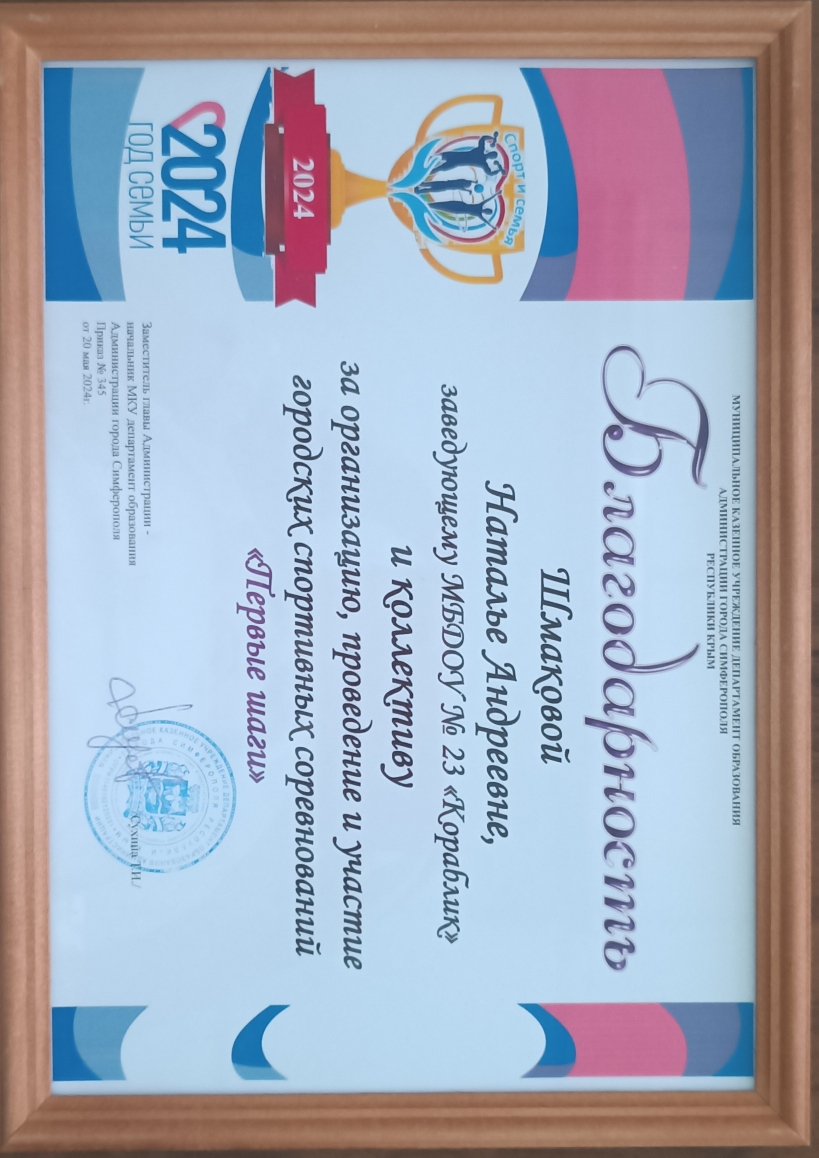 МУНИЦИПАЛЬНОЕ КАЗЕННОЕ УЧРЕЖДЕНИЕ ДЕПАРТАМЕНТ ОБРАЗОВАНИЯ
АДМИНИСТРАЦИИ ГОРОДА СИМФЕРОПОЛЯ
РЕСПУБЛИКИ КРЫМ
Благодарность
Шмаковой
Наталье Андреевне,
заведующему МБДОУ № 23 «Кораблик»
и коллективу
за организацию, проведение и участие
городских спортивных соревнований
«Первые шаги»
Спорт и семья
2024
2024
ГОД СЕМЬИ
Заместитель главы Администрации -
начальник МКУ департамент образования
Администрации города Симферополя
Приказ № 345
от 20 мая 2024г.
Сухина Т.И./